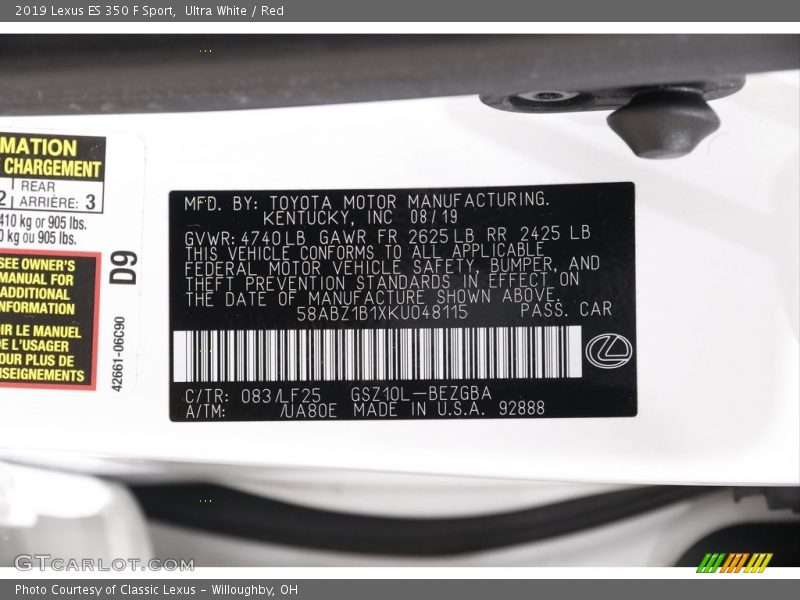 2019 Lexus ES 350 F Sport,  Ultra White / Red
MATION
CHARGEMENT
2 REAR
ARRIÈRE: 3
410 kg or 905 lbs.
0 kg ou 905 lbs.
SEE OWNER'S
MANUAL FOR
ADDITIONAL
INFORMATION
IR LE MANUEL
DE L'USAGER
OUR PLUS DE
NSEIGNEMENTS
D9
42661-06C90
MFD. BY: TOYOTA MOTOR MANUFACTURING.
KENTUCKY, INC 08/19
GVWR: 4740LB GAWR FR 2625LB RR 2425 LB
THIS VEHICLE CONFORMS TO ALL APPLICABLE
FEDERAL MOTOR VEHICLE SAFETY, BUMPER, AND
THEFT PREVENTION STANDARDS IN EFFECT ON
THE DATE OF MANUFACTURE SHOWN ABOVE.
58ABZ1B1XKU048115 PASS. CAR
C/TR: 083/LF25 GSZ10L-BEZGBA
A/TM: /UA80E MADE IN U.S.A. 92888
GTcarlot.com
Photo Courtesy of Classic Lexus - Willoughby, OH